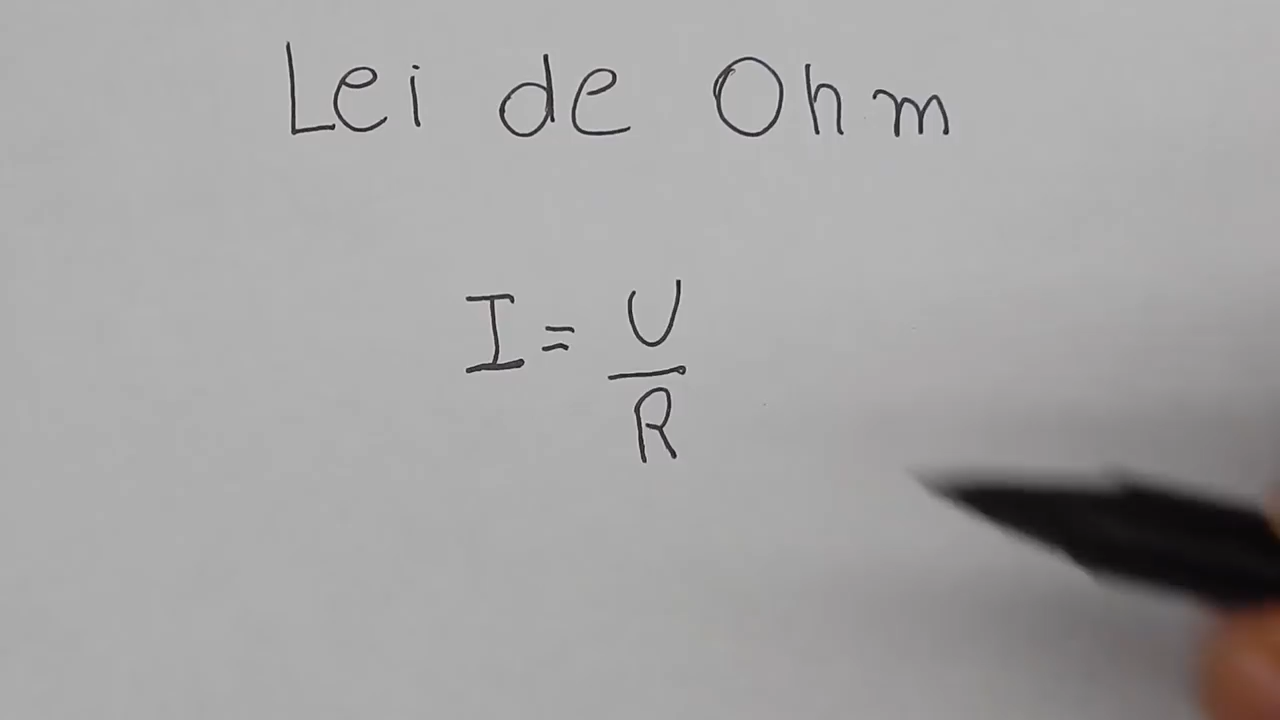 Lei de Ohm
I = U/R